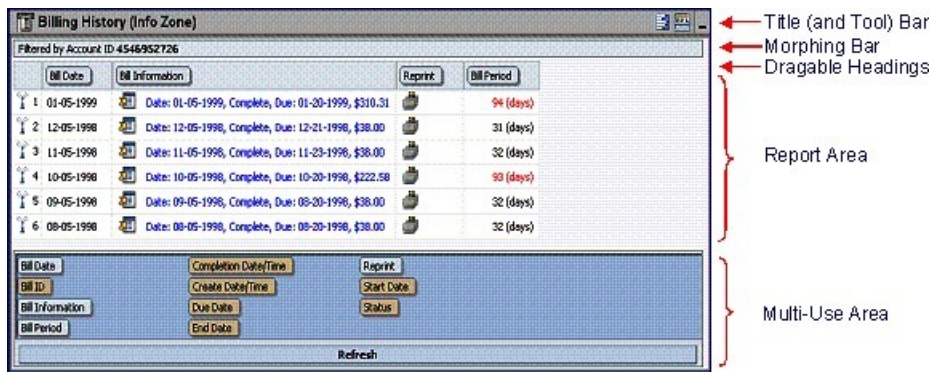 Billing History (Info Zone)
Title (and Tool) Bar
Filtered by Account ID 4546952726
Morphing Bar
Bill Date Bill Information Reprint Bill Period
Dragable Headings
1 01-05-1999 Date: 01-05-1999, Complete, Due: 01-20-1999, $310.31 94 (days)
2 12-05-1998 Date: 12-05-1998, Complete, Due: 12-21-1998, $38.00 31 (days)
3 11-05-1998 Date: 11-05-1998, Complete, Due: 11-23-1998, $38.00 32 (days)
Report Area
4 10-05-1998 Date: 10-05-1998, Complete, Due: 10-20-1998, $222.58 93 (days)
5 09-05-1998 Date: 09-05-1998, Complete, Due: 08-20-1998, $38.00 32 (days)
6 08-05-1998 Date: 08-05-1998, Complete, Due: 08-20-1998, $38.00 32 (days)
Bill Date Completion Date/Time Reprint
Bill ID Create Date/Time Start Date
Bill Information Due Date Status
Multi-Use Area
Bill Period End Date
Refresh